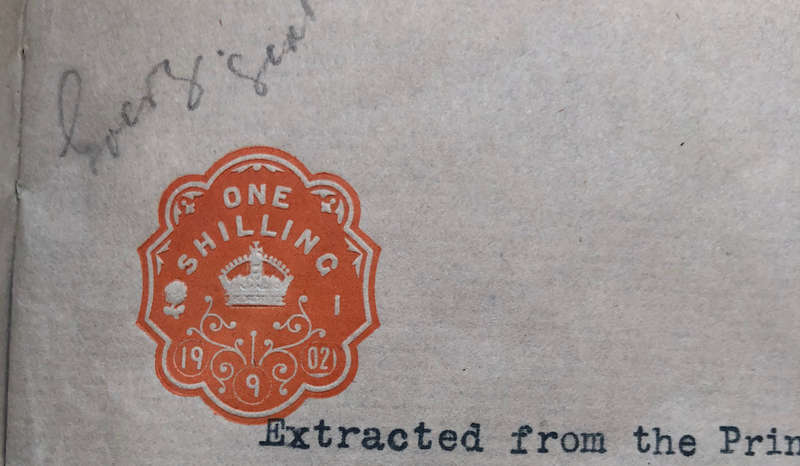 ONE
SHILLING
1
19 9 02
Extracted from the Prin